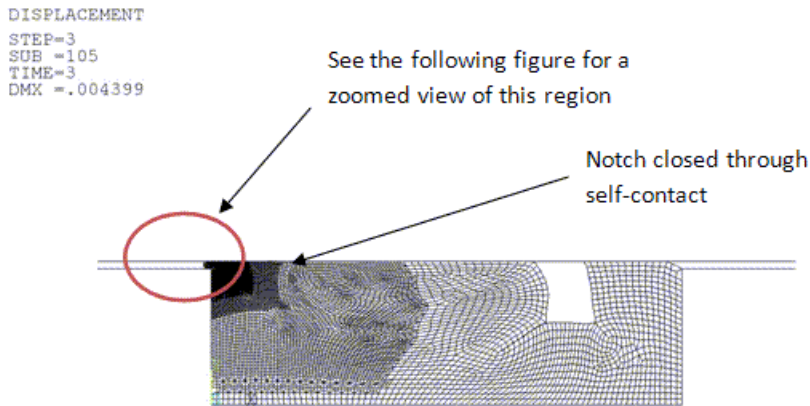 DISPLACEMENT
STEP=3
SUB =105
TIME=3
DMX =.004399
See the following figure for a
zoomed view of this region
Notch closed through
self-contact